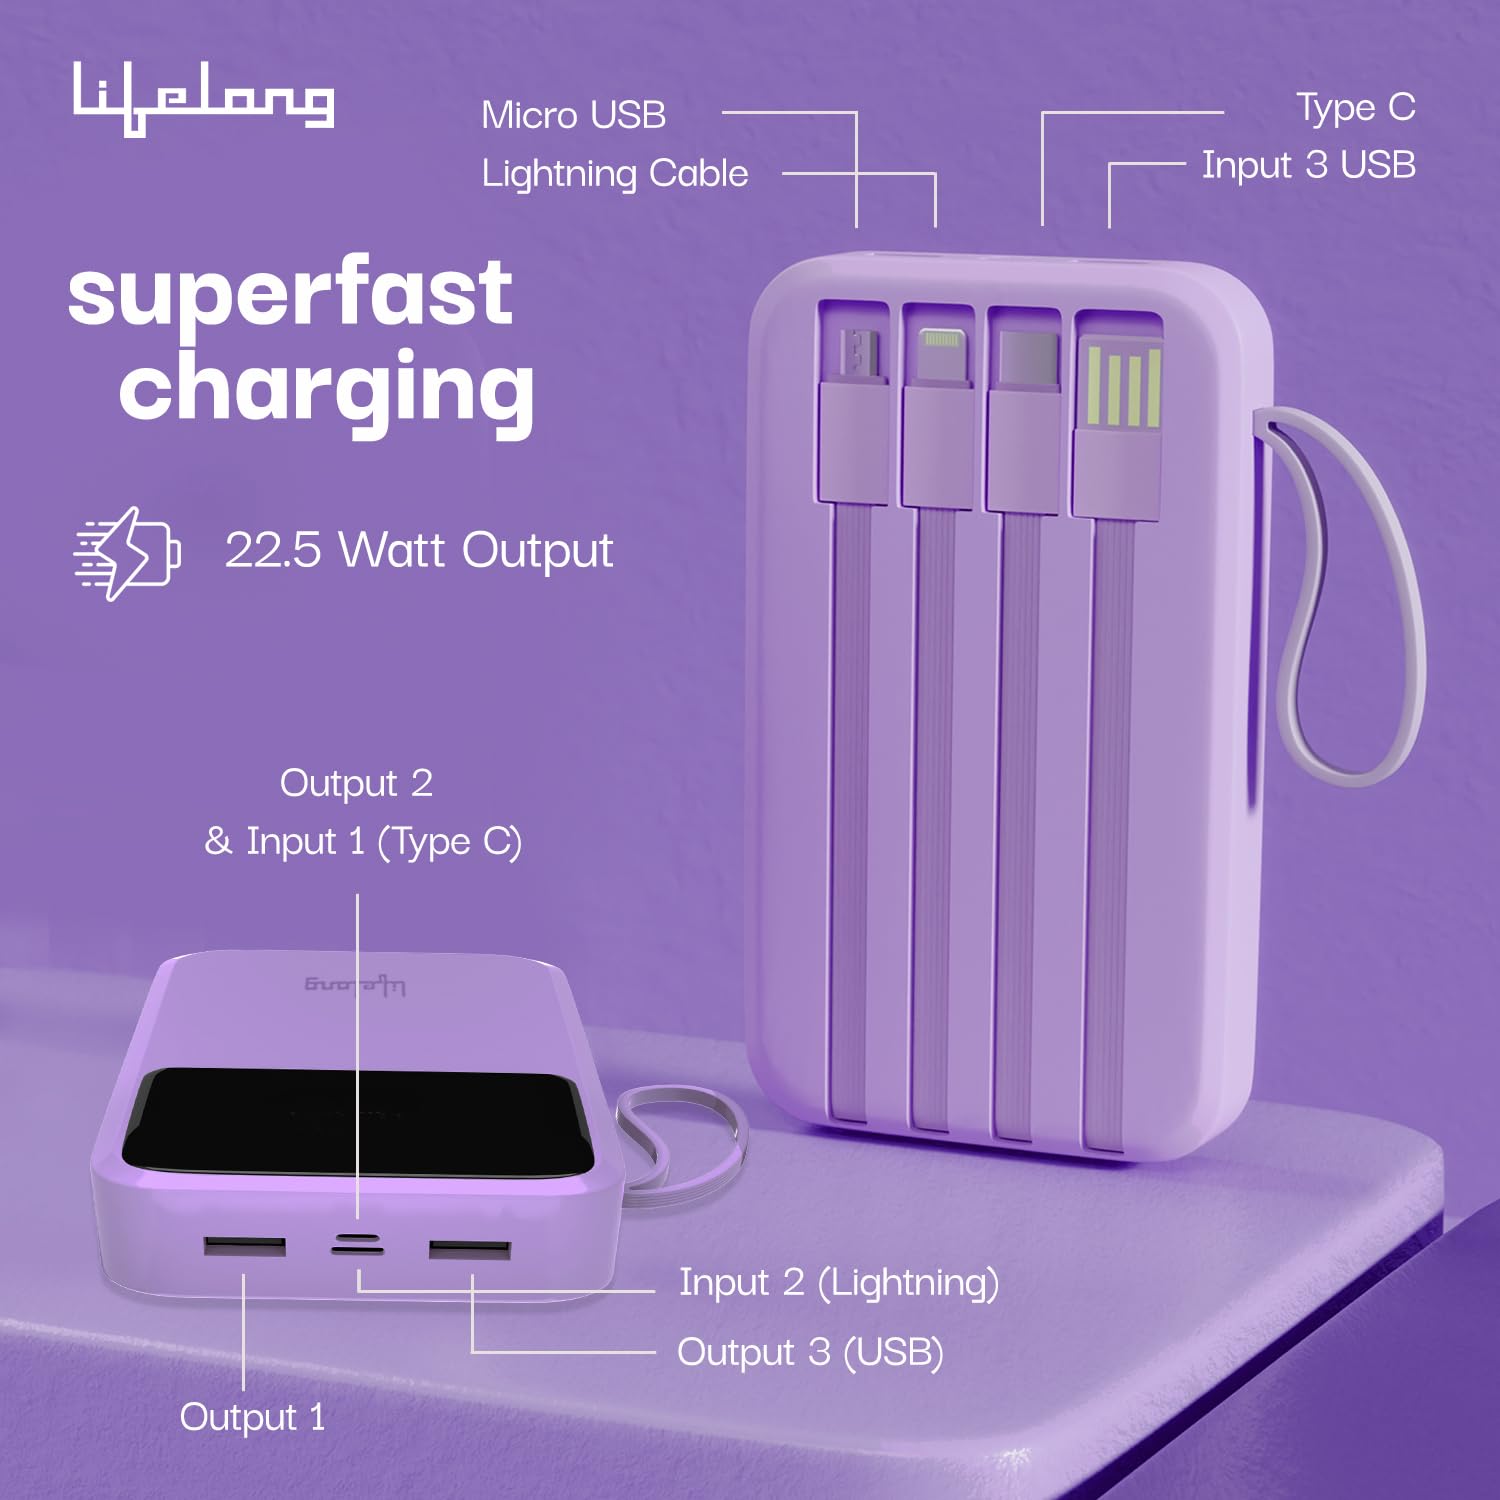 Lifelong
Micro USB
Lightning Cable
Type C
Input 3 USB
superfast
charging
22.5 Watt Output
Output 2
& Input 1 (Type C)
Lifelong
Input 2 (Lightning)
Output 3 (USB)
Output 1